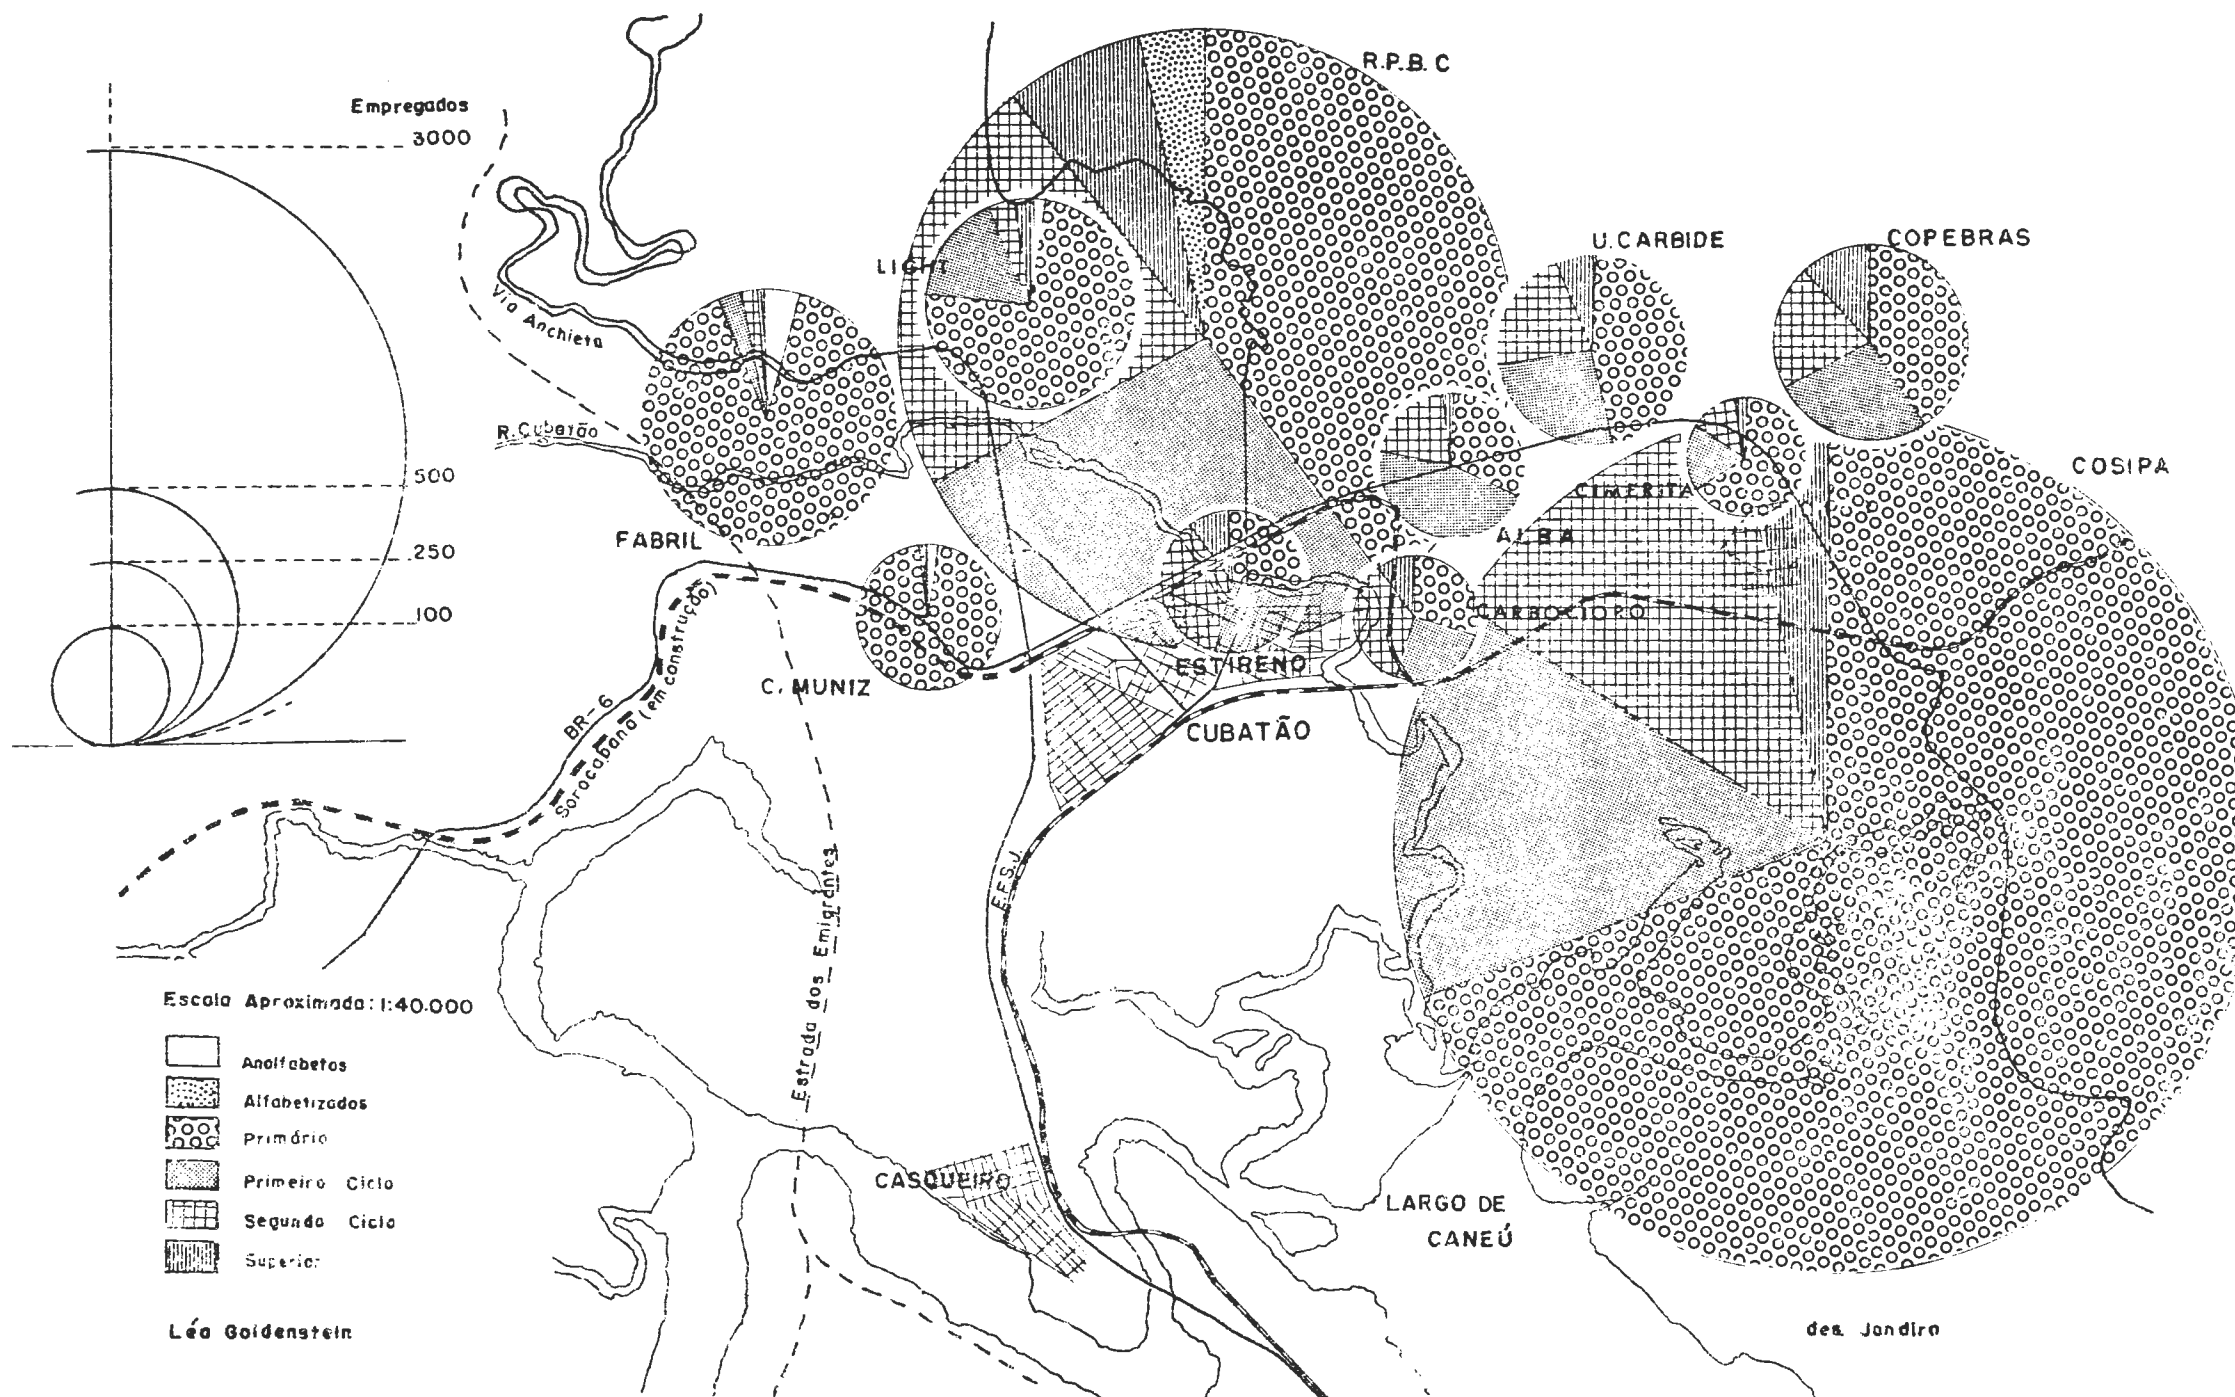 Empregados
3000
500
250
100
R.P.B.C
U. CARBIDE
COPEBRAS
LIGHT
Via Anchieta
R. Cubatão
COSIPA
CIMERITA
FABRIL
ALBA
CARBOCLORO
C. MUNIZ
ESTIRENO
CUBATÃO
BR-6
Sorocabana (em construção)
E.F.S.J.
Estrada dos Emigrantes
CASQUEIRO
LARGO DE
CANEÚ
Escala Aproximada: 1:40.000
Analfabetos
Alfabetizados
Primário
Primeiro Ciclo
Segundo Ciclo
Superior
Léa Goldenstein
des. Jandira